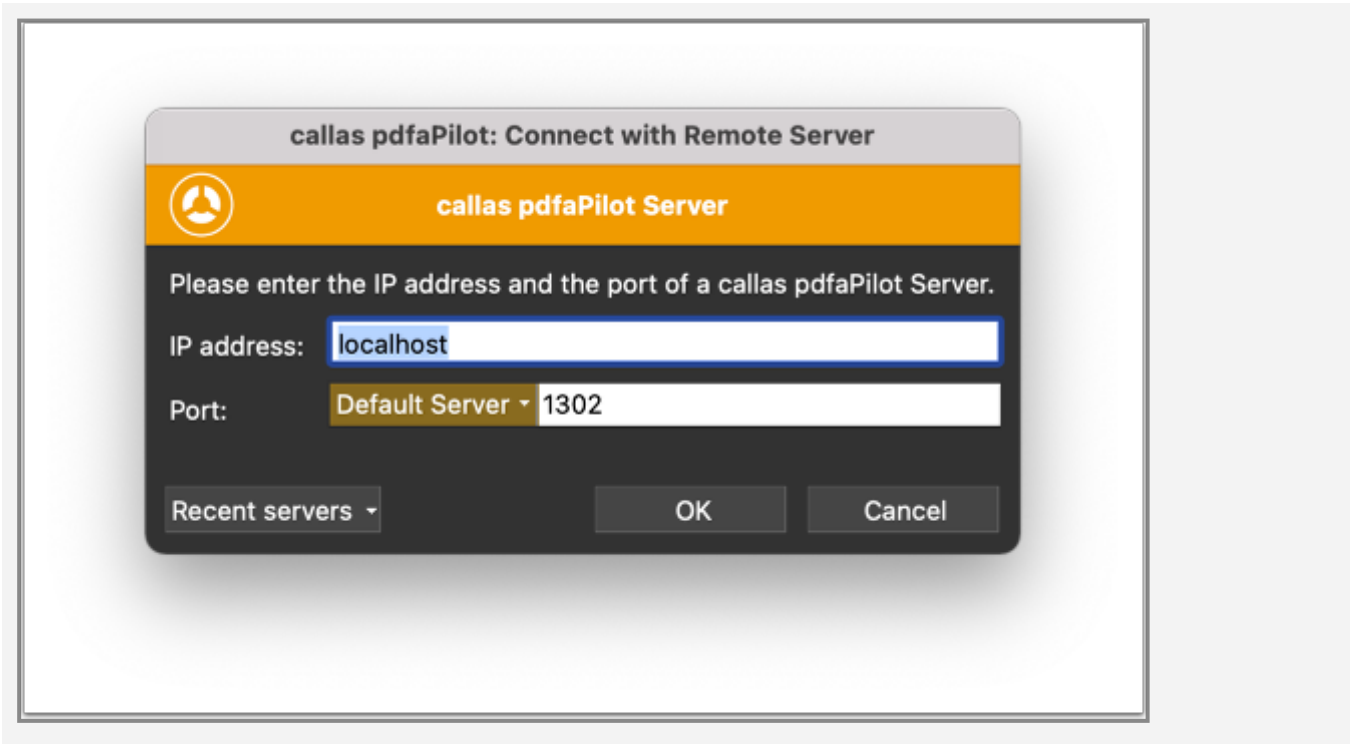 callas pdfaPilot: Connect with Remote Server
callas pdfaPilot Server
Please enter the IP address and the port of a callas pdfaPilot Server.
IP address: localhost
Port: Default Server 1302
Recent servers OK Cancel